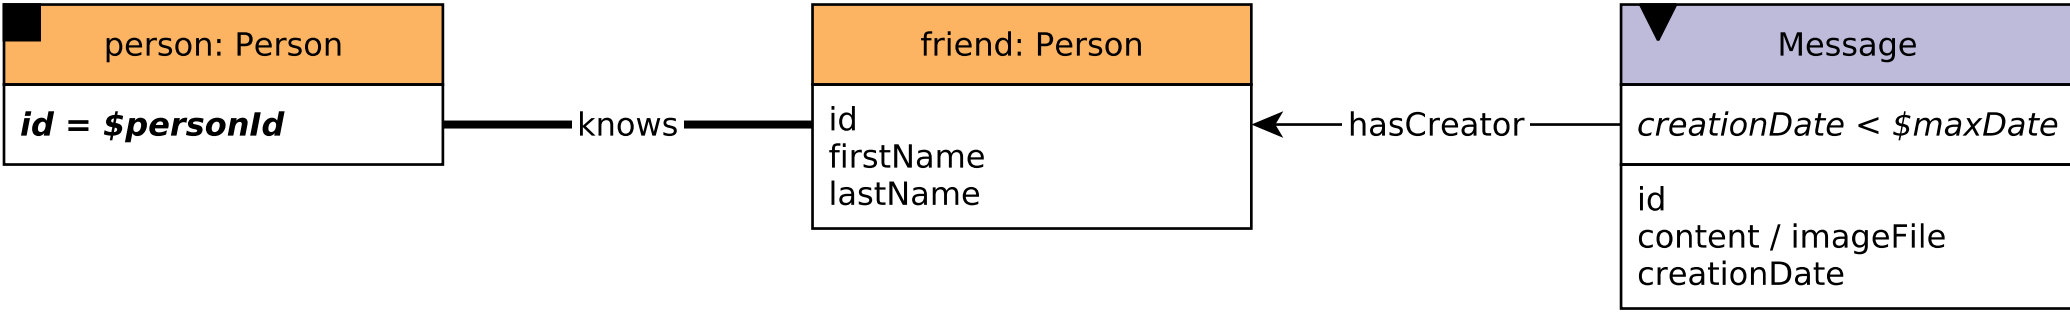 person: Person
id = $personId
knows
friend: Person
id
firstName
lastName
hasCreator
Message
creationDate < $maxDate
id
content / imageFile
creationDate